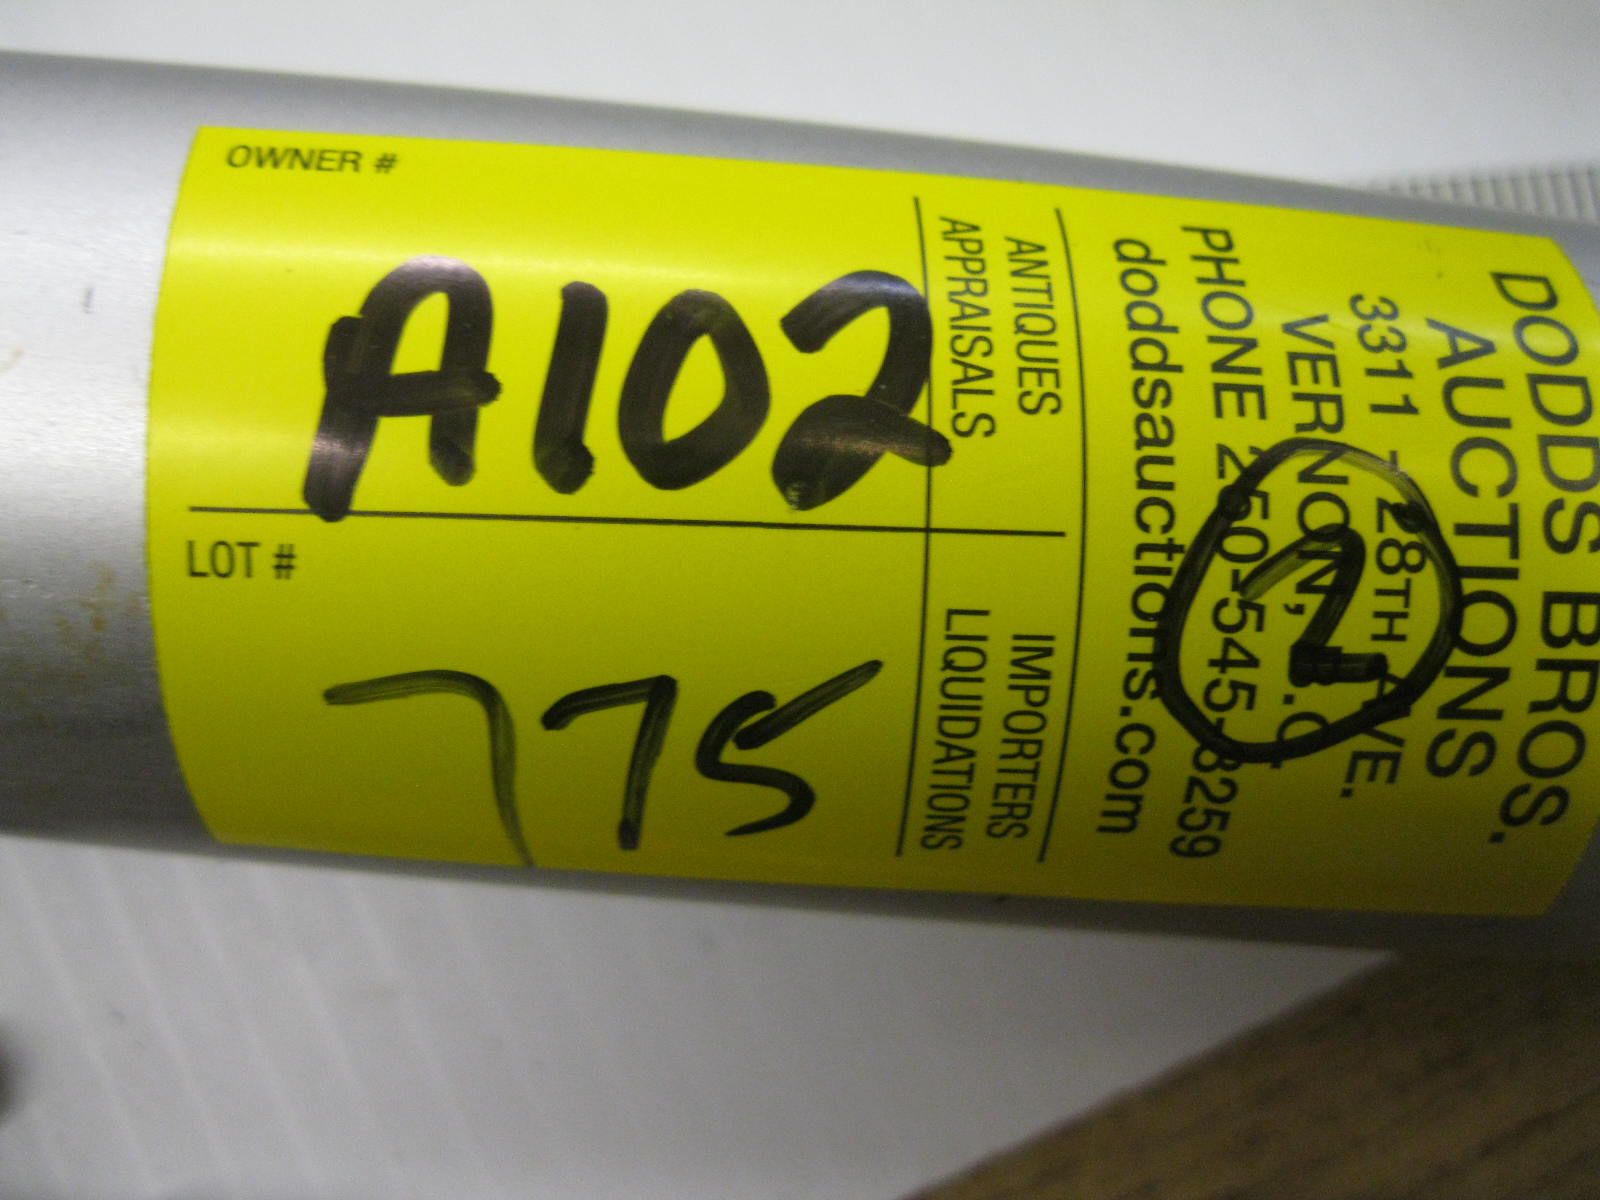 DODDS BROS.
AUCTIONS
3311 - 28TH AVE.
VERNON, B.C.
PHONE 250-545-3259
doddsauctions.com
2
ANTIQUES
APPRAISALS
IMPORTERS
LIQUIDATIONS
OWNER #
A102
LOT #
775